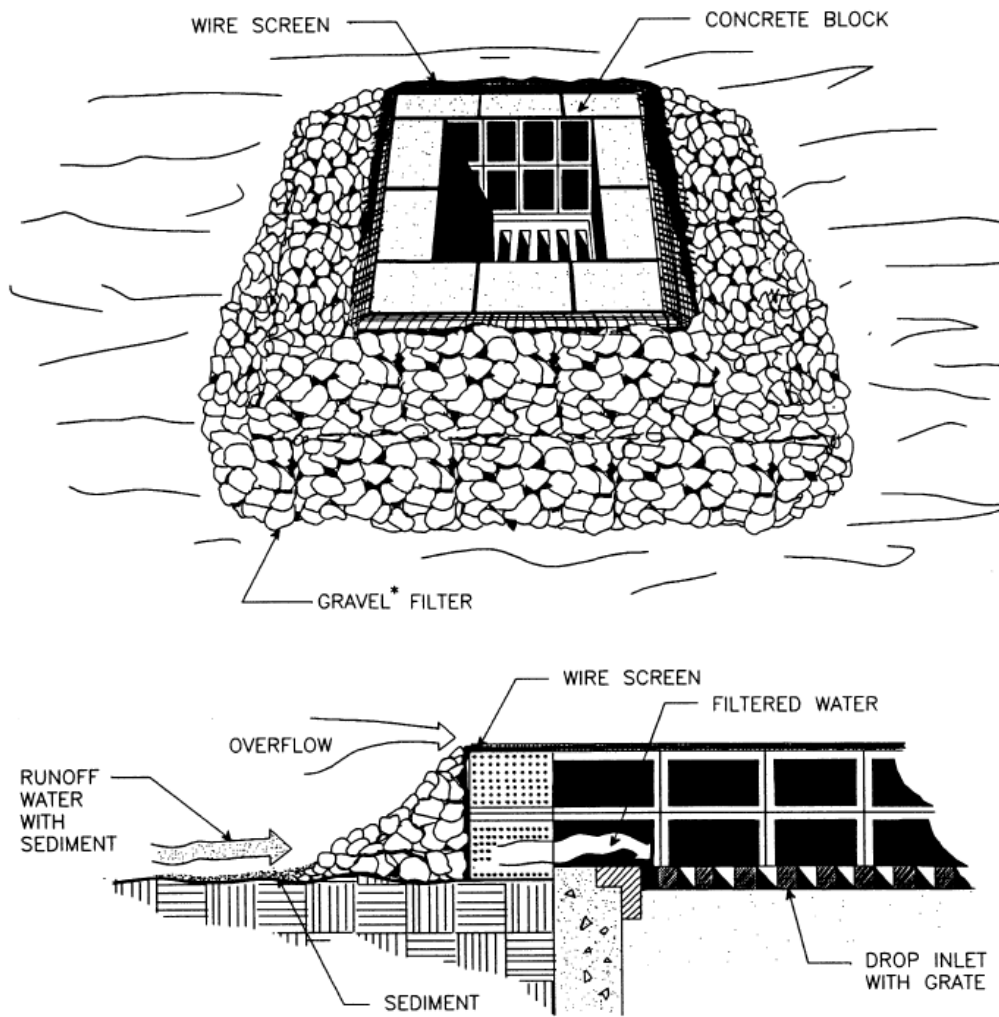 WIRE SCREEN
CONCRETE BLOCK
GRAVEL* FILTER
WIRE SCREEN
FILTERED WATER
OVERFLOW
RUNOFF
WATER
WITH
SEDIMENT
DROP INLET
WITH GRATE
SEDIMENT